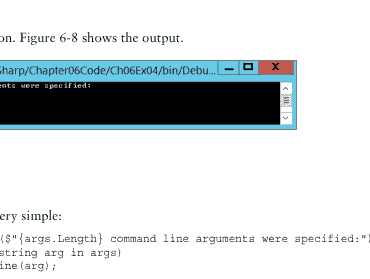 on. Figure 6-8 shows the output.
Sharp/Chapter06Code/Ch06Ex04/bin/Debu...
nts were specified:
ery simple:
($"{args.Length} command line arguments were specified:")
string arg in args)
ine(arg);